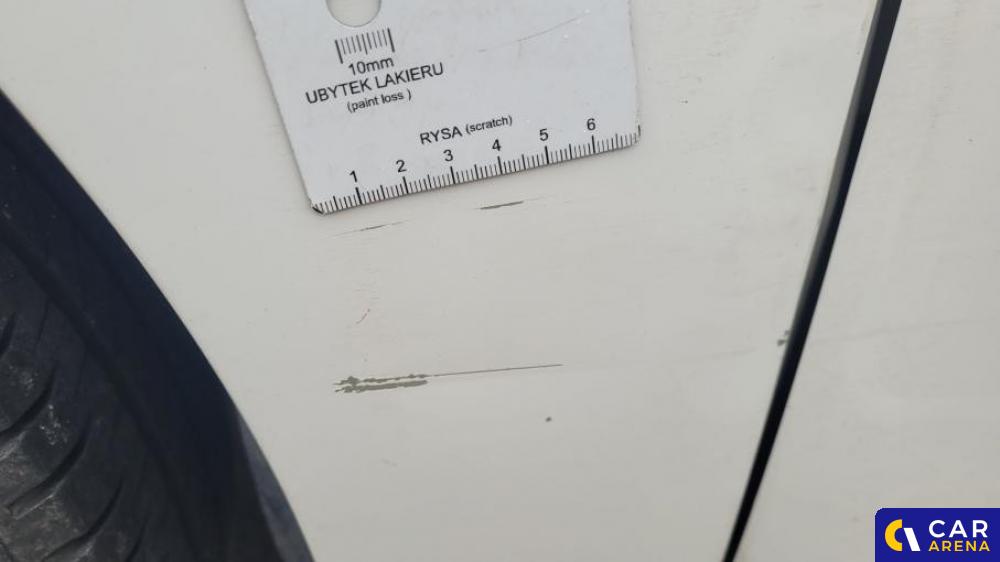 10mm
UBYTEK LAKIERU
(paint loss )
RYSA (scratch)
1 2 3 4 5 6
CAR
ARENA